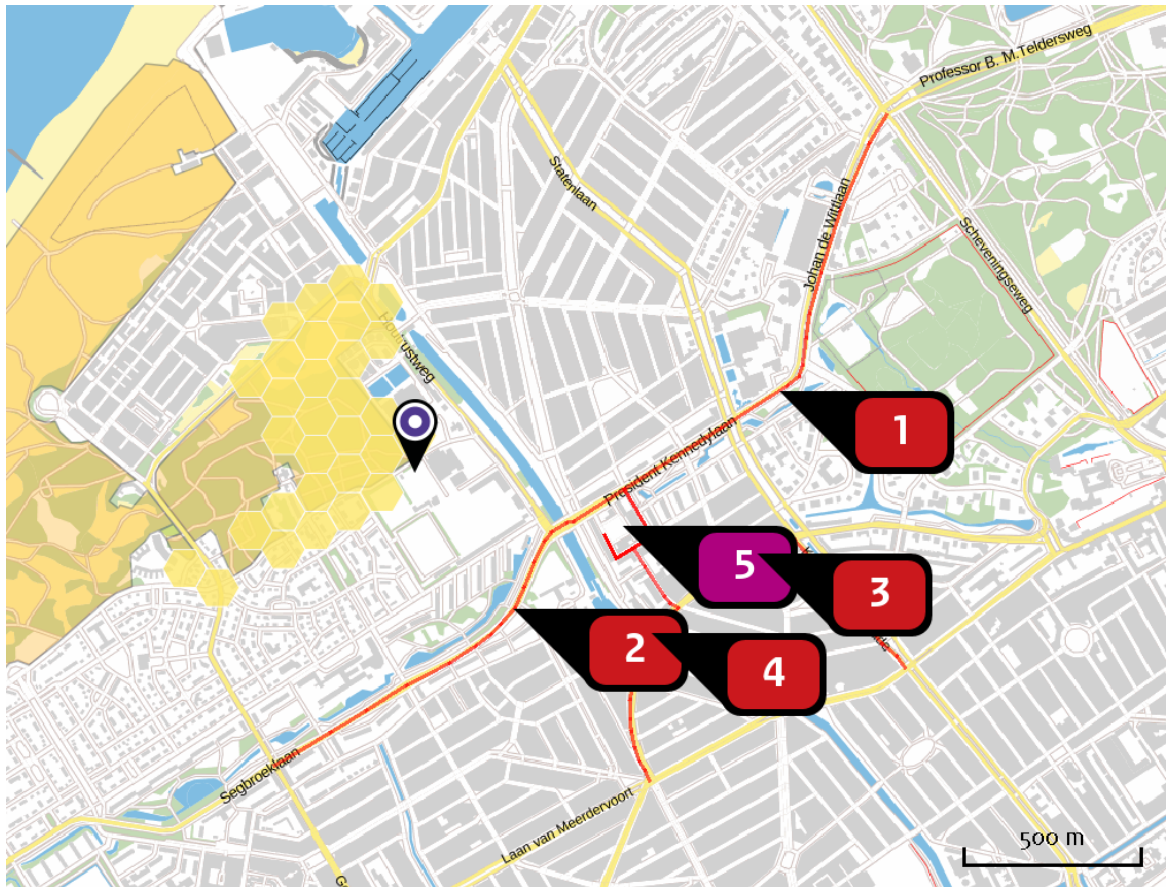 Professor B. M.Teldersweg
Statenlaan
Johan de Wittlaan
Scheveningseweg
President Kennedylaan
1
5
3
2
4
Segbroeklaan
Laan van Meerdervoort
500 m